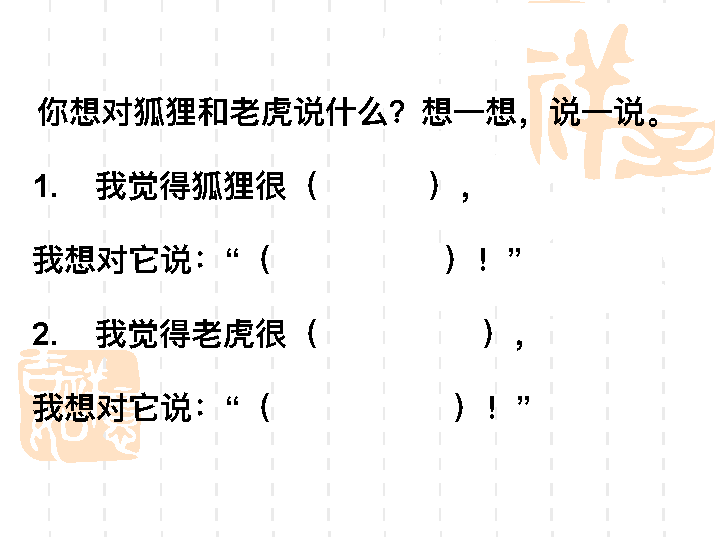 你想对狐狸和老虎说什么？想一想，说一说。
1. 我觉得狐狸很（ ），
我想对它说：“（ ）！”
2. 我觉得老虎很（ ），
我想对它说：“（ ）！”